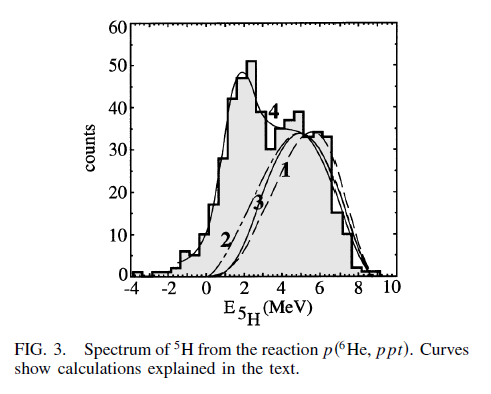 60
50
40
30
20
10
0
counts
4
3
1
2
-4 -2 0 2 4 6 8 10
E₅H (MeV)
FIG. 3. Spectrum of ⁵H from the reaction p(⁶He, ppt). Curves
show calculations explained in the text.